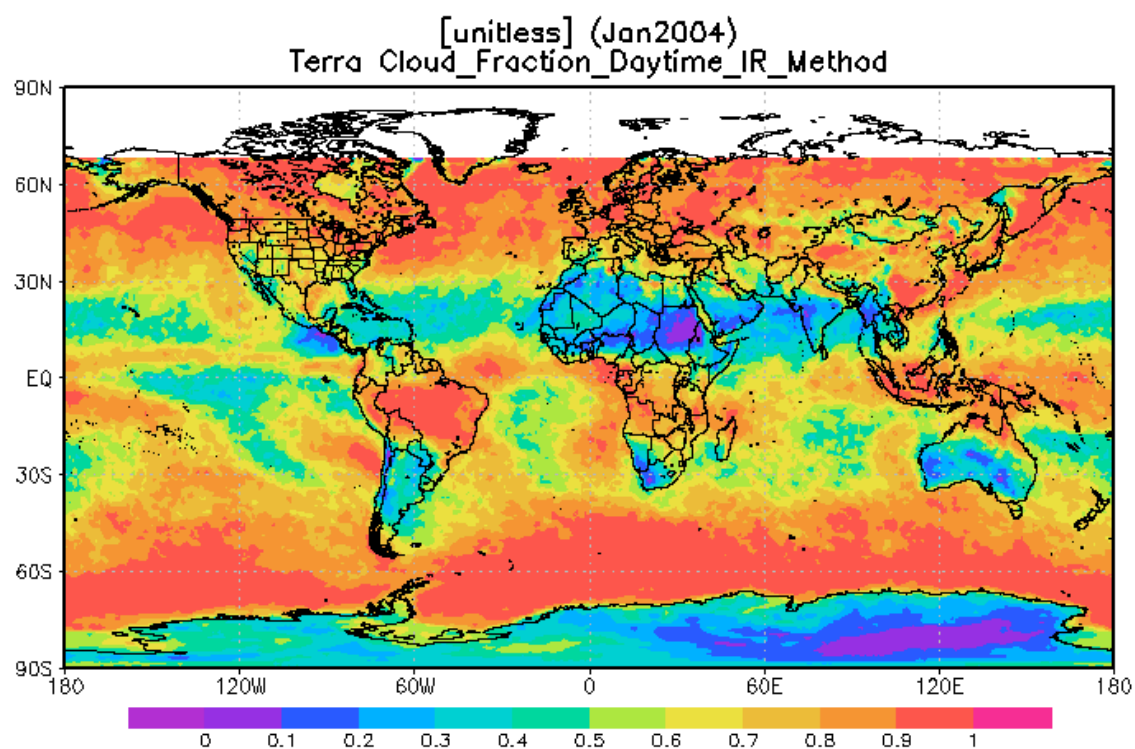 [unitless] (Jan2004)
Terra Cloud_Fraction_Daytime_IR_Method
90N
60N
30N
EQ
30S
60S
90S
180 120W 60W 0 60E 120E 180
0 0.1 0.2 0.3 0.4 0.5 0.6 0.7 0.8 0.9 1